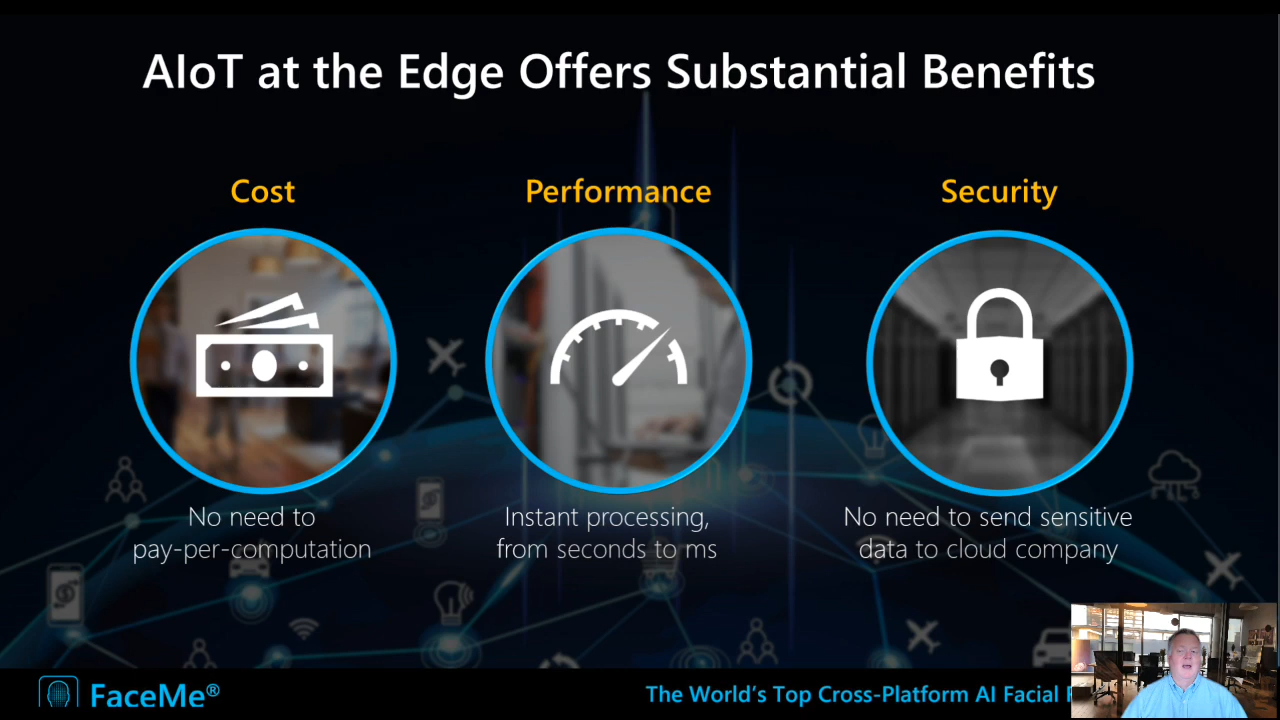 AIoT at the Edge Offers Substantial Benefits
Cost
Performance
Security
No need to
pay-per-computation
Instant processing,
from seconds to ms
No need to send sensitive
data to cloud company
FaceMe®
The World's Top Cross-Platform AI Facial